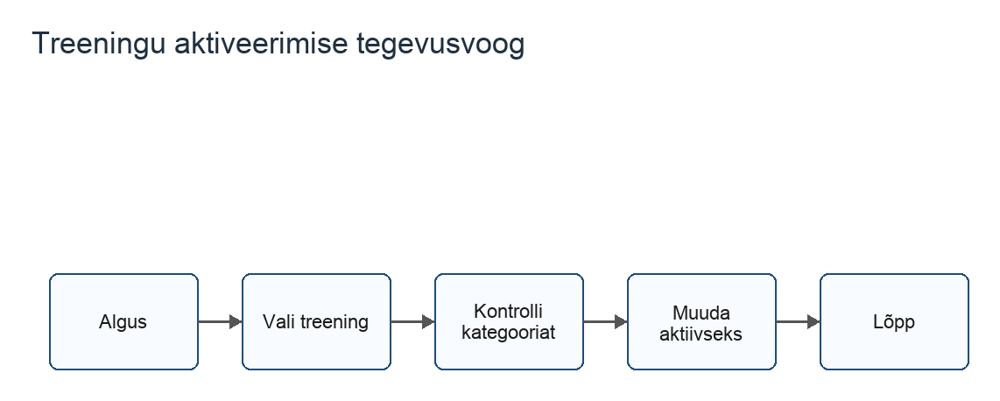 Treeningu aktiveerimise tegevusvoog
Algus
Vali treening
Kontrolli
kategooriat
Muuda
aktiivseks
Lõpp